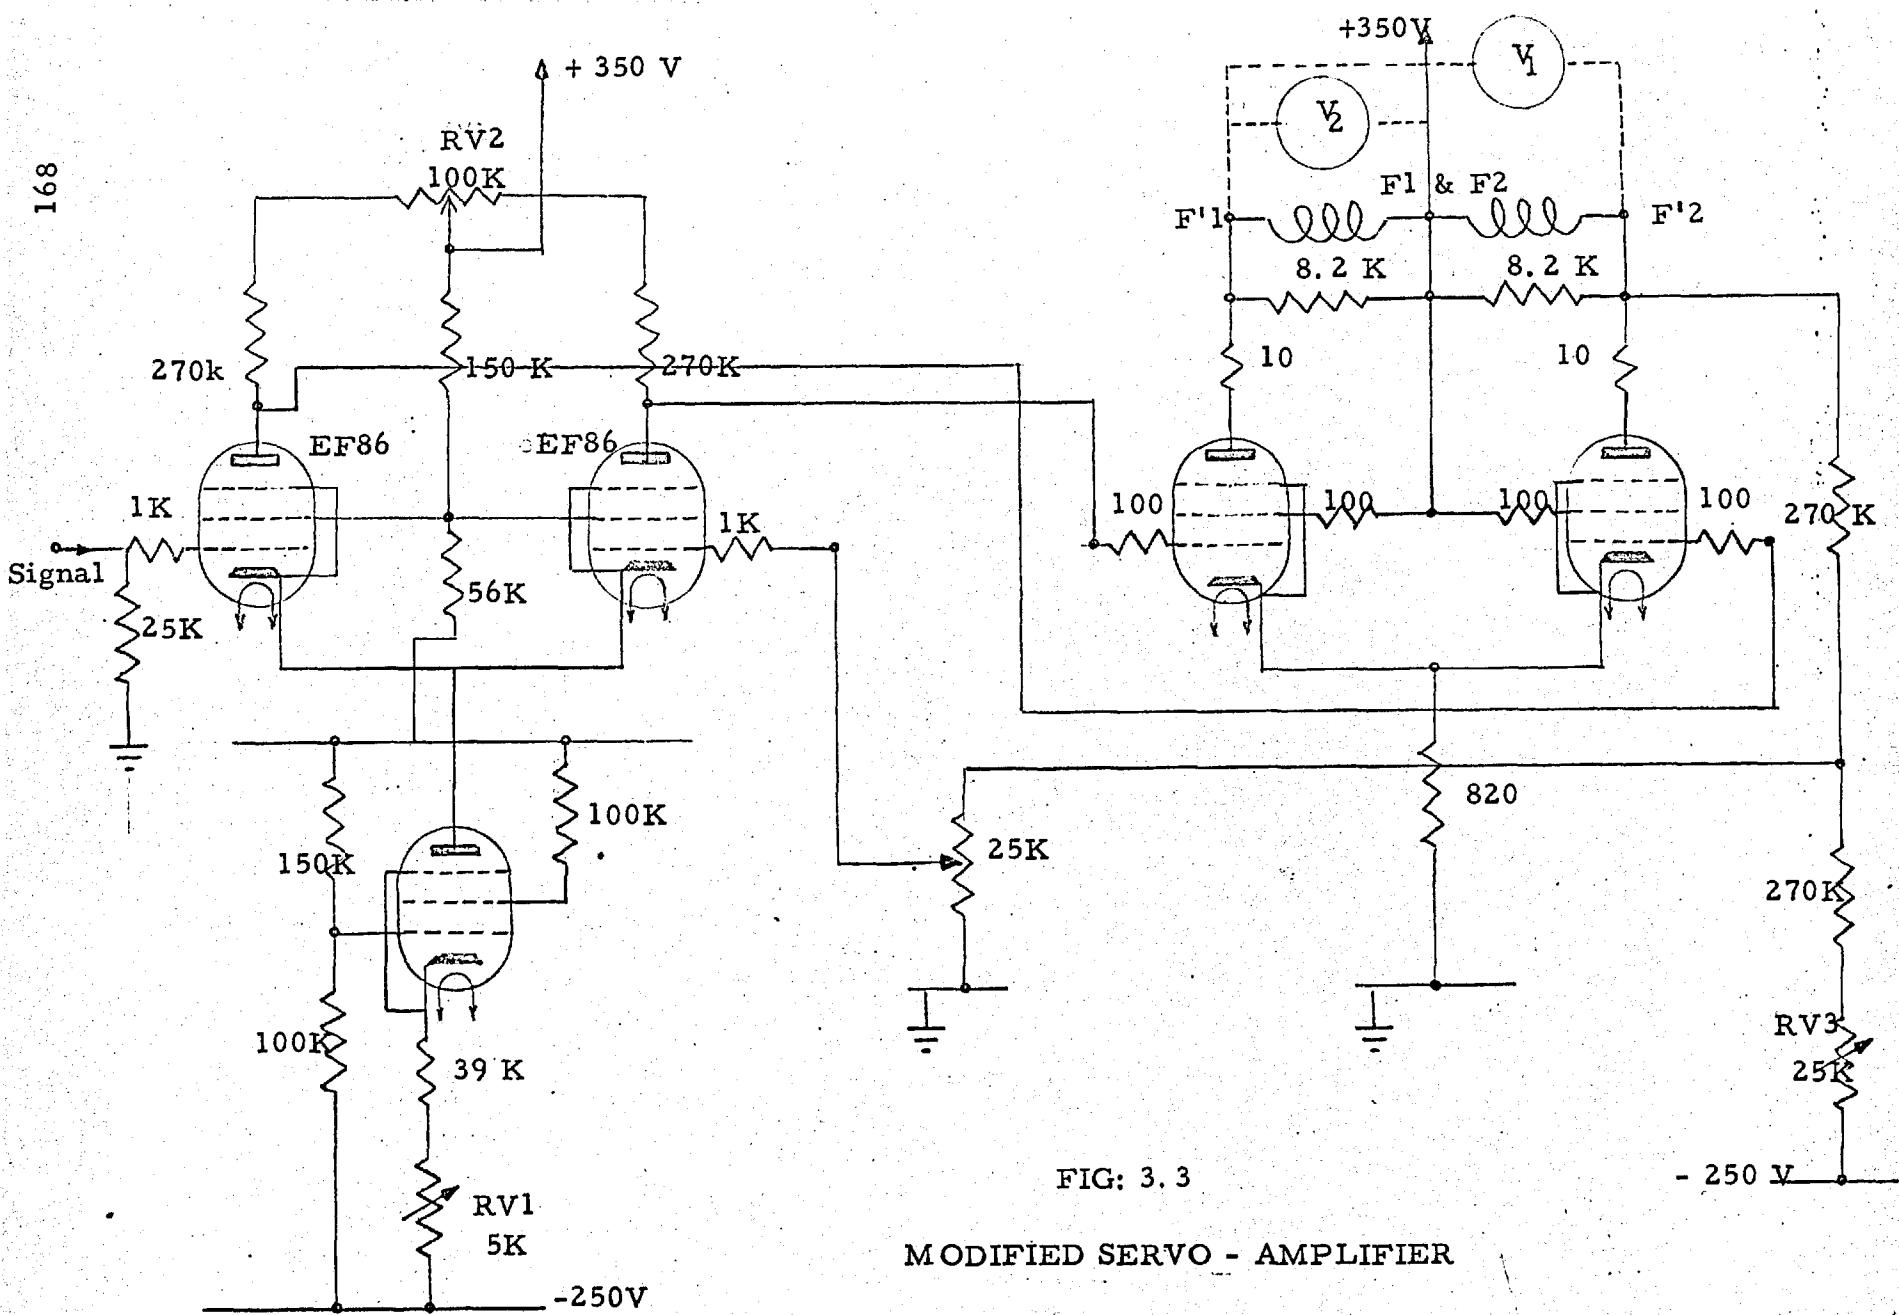 168
+350V
V1
+ 350 V
V2
RV2
100K
F1 & F2
F'1
F'2
8.2 K
8.2 K
270k
150 K
270K
10
10
EF86
EF86
1K
1K
100
100
100
100
270 K
Signal
56K
25K
820
100K
25K
150K
270K
RV3
25K
100K
39 K
RV1
5K
FIG: 3.3
- 250 V
MODIFIED SERVO - AMPLIFIER
-250V